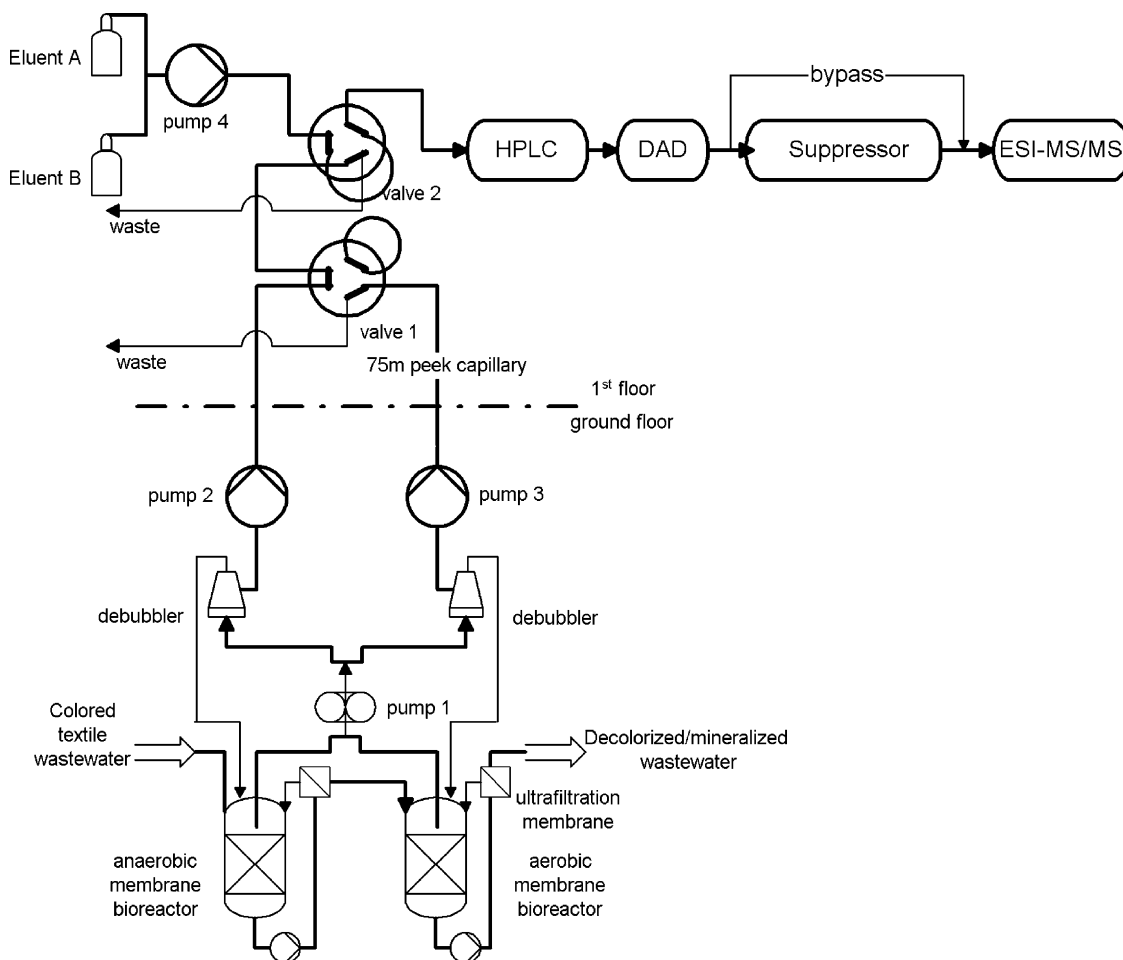 Eluent A
pump 4
Eluent B
bypass
HPLC
DAD
Suppressor
ESI-MS/MS
valve 2
waste
valve 1
waste
75m peek capillary
1st floor
ground floor
pump 2
pump 3
debubbler
debubbler
pump 1
Colored
textile
wastewater
Decolorized/mineralized
wastewater
ultrafiltration
membrane
anaerobic
membrane
bioreactor
aerobic
membrane
bioreactor